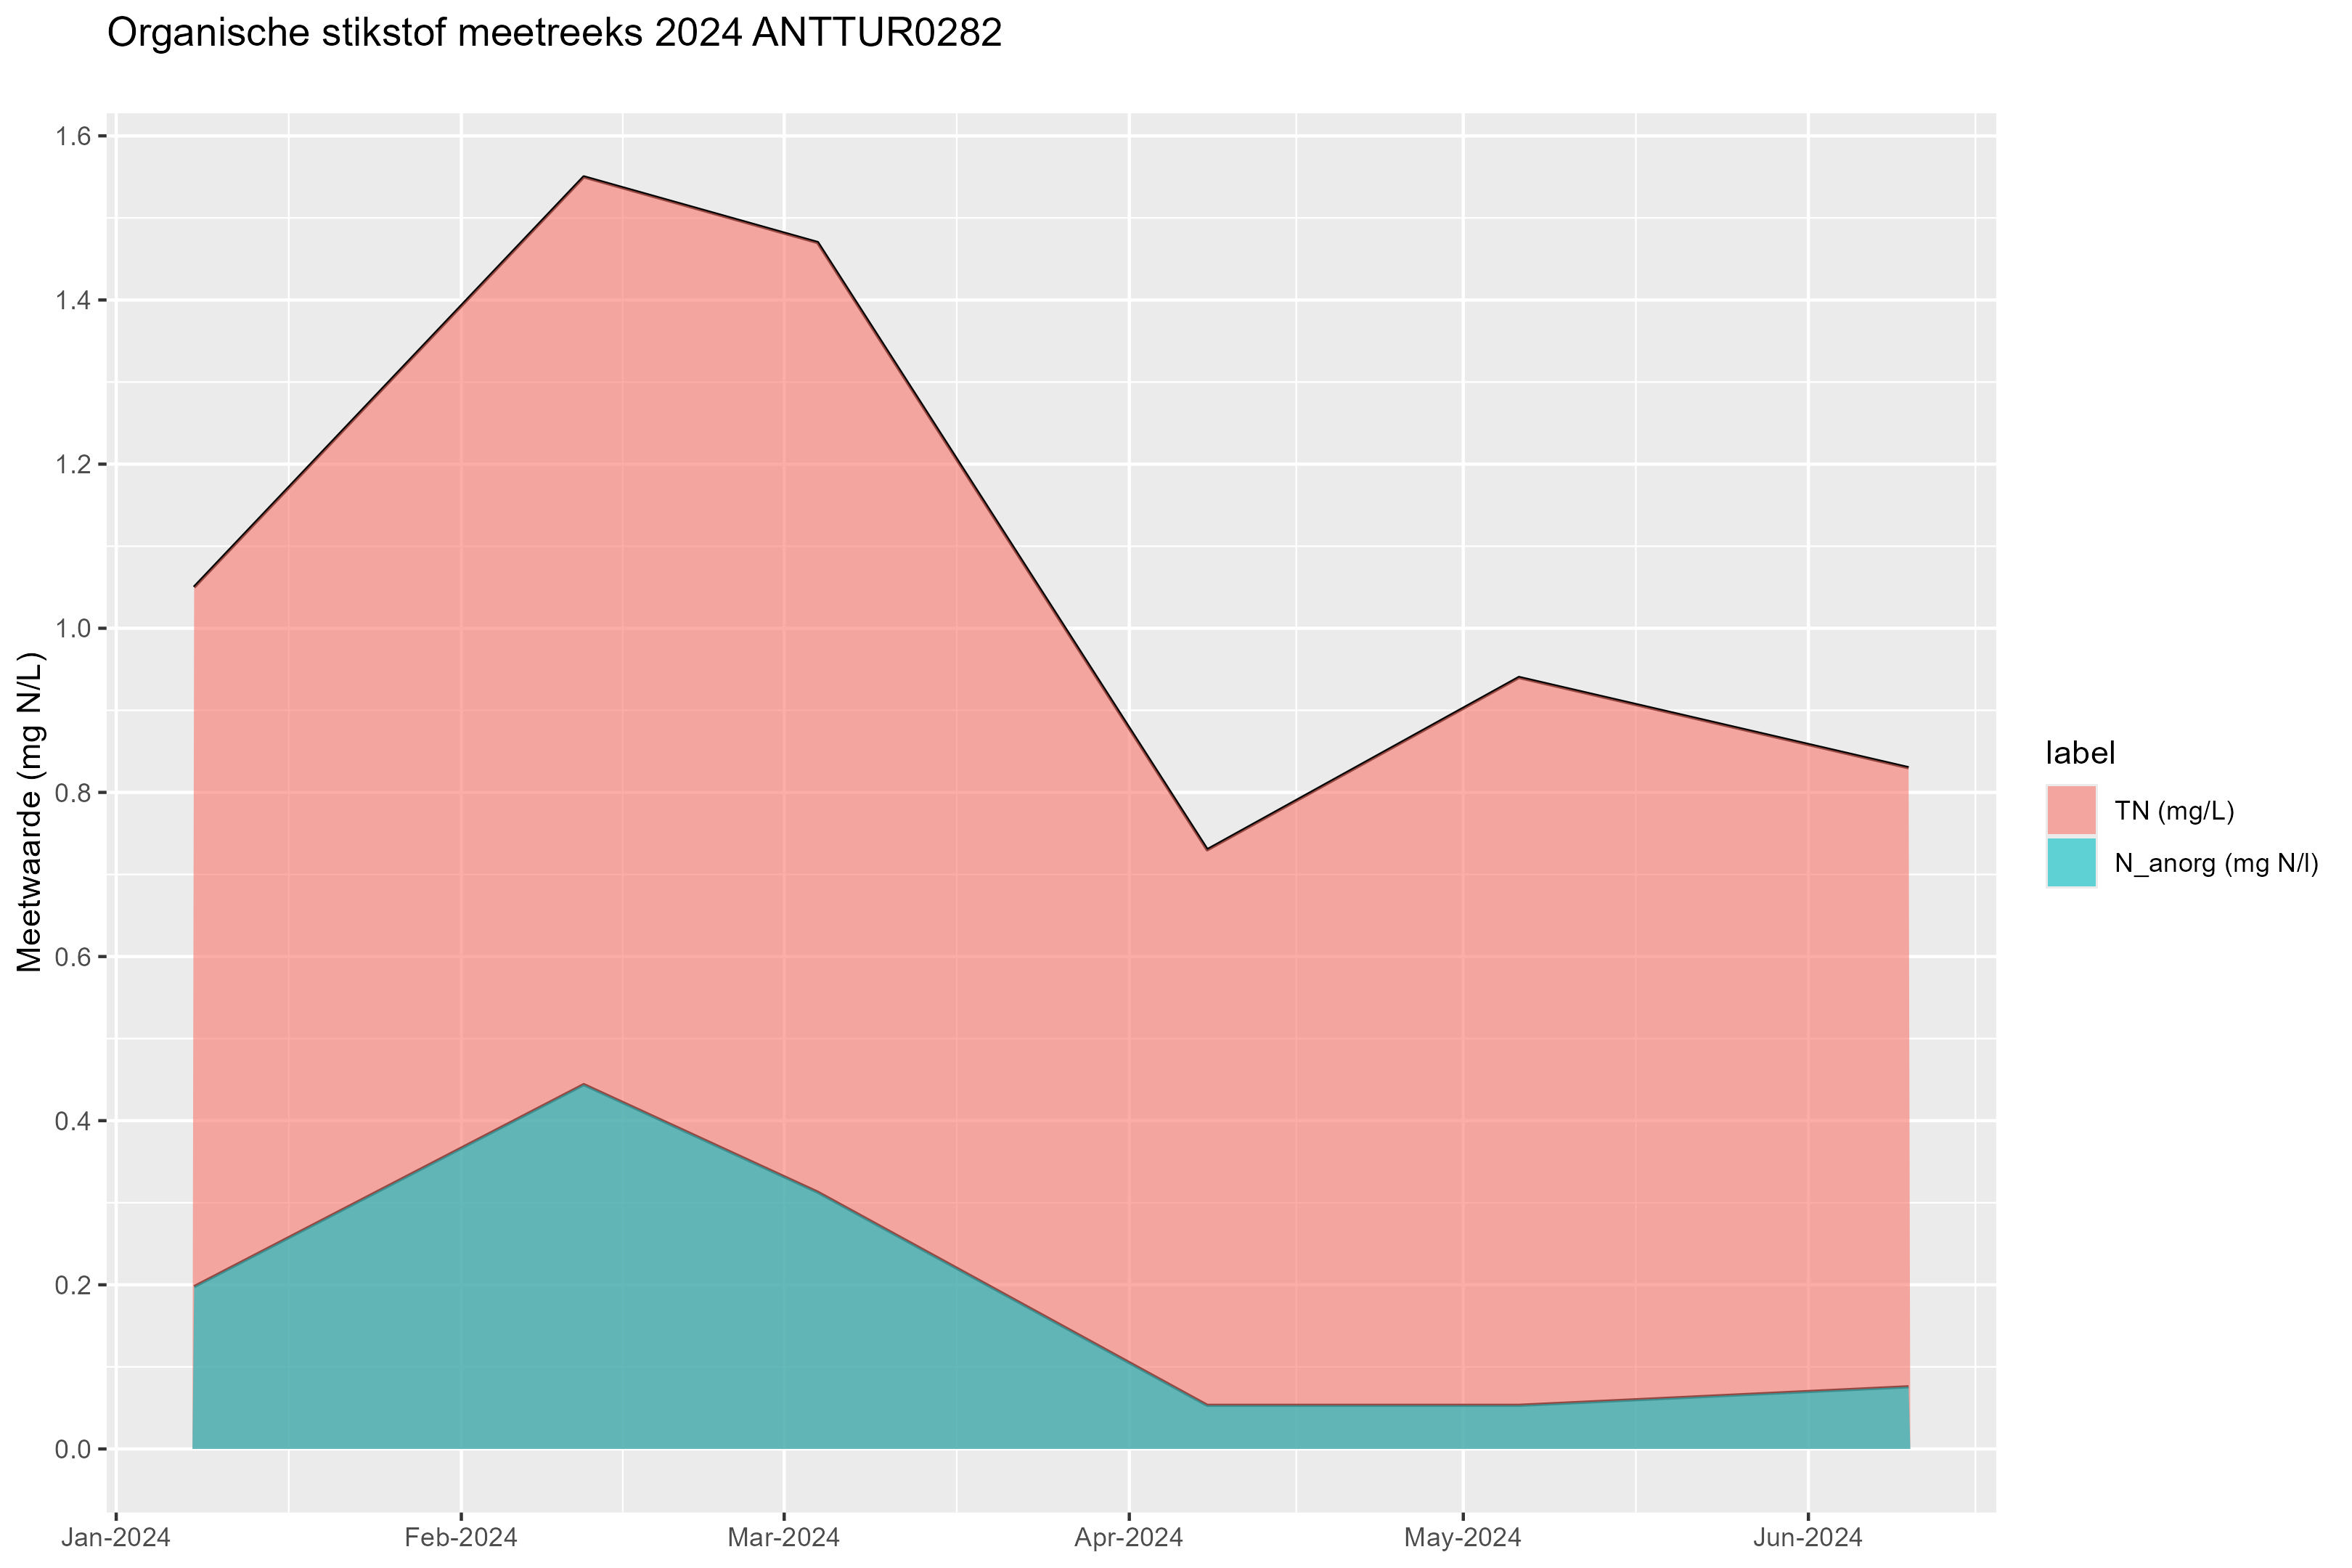 Organische stikstof meetreeks 2024 ANTTUR0282
Meetwaarde (mg N/L)
1.6
1.4
1.2
1.0
0.8
0.6
0.4
0.2
0.0
Jan-2024
Feb-2024
Mar-2024
Apr-2024
May-2024
Jun-2024
label
TN (mg/L)
N_anorg (mg N/l)